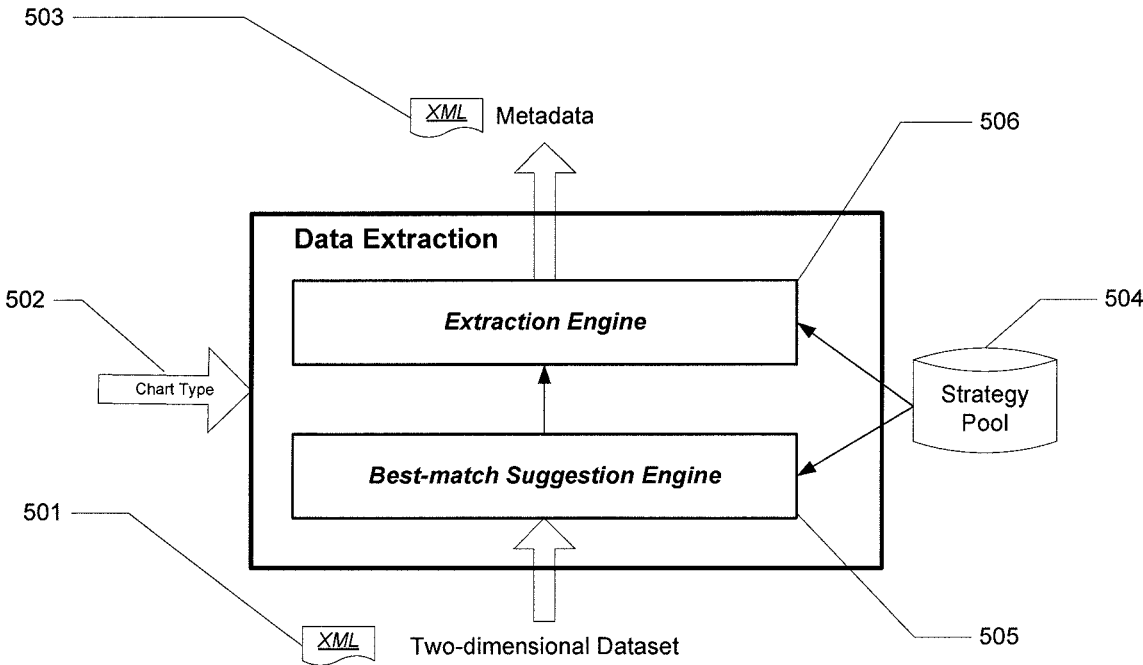 503
XML Metadata
506
Data Extraction
502
504
Extraction Engine
Chart Type
Strategy
Pool
Best-match Suggestion Engine
501
505
XML Two-dimensional Dataset